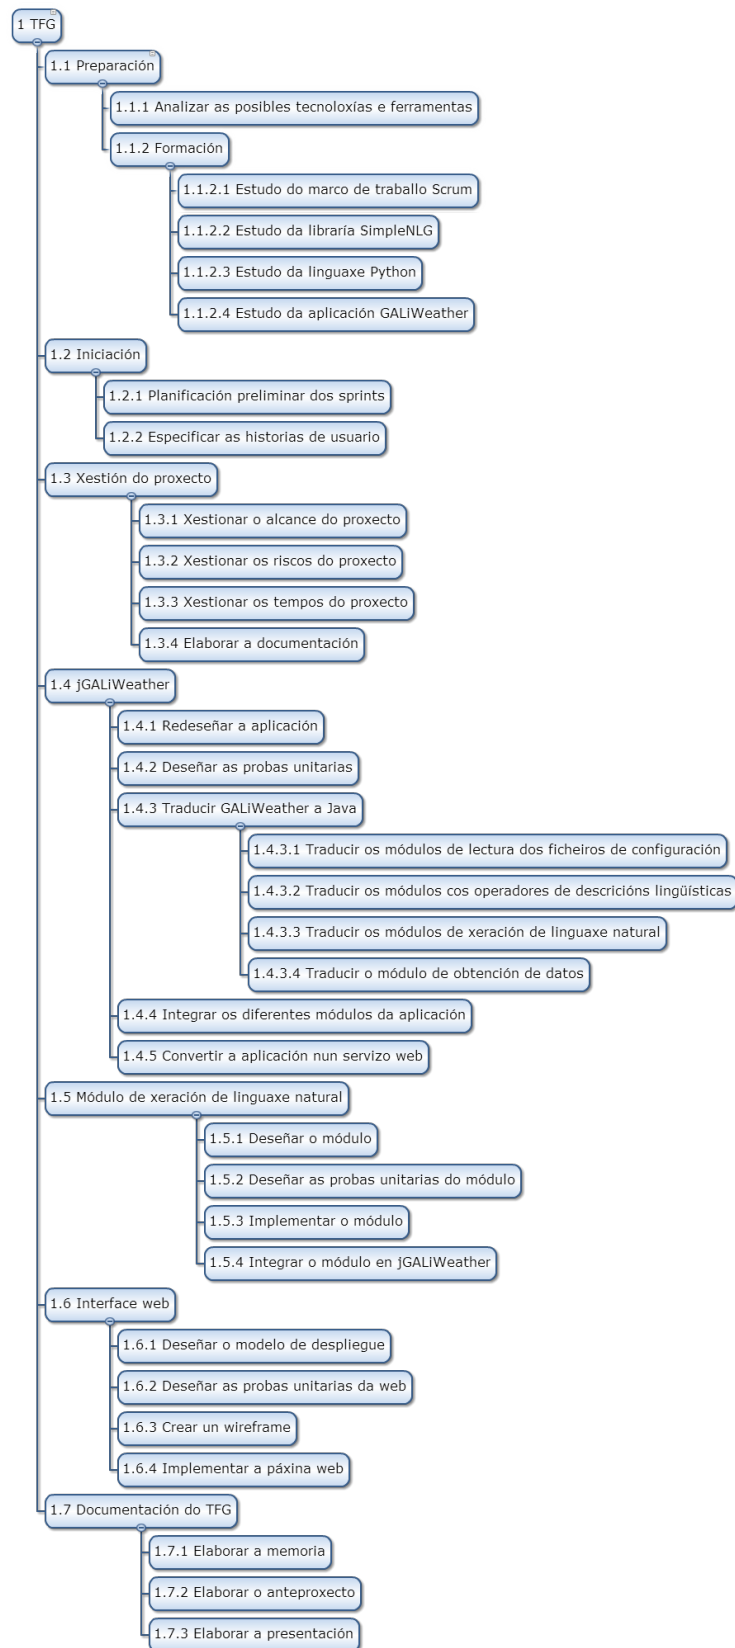 1 TFG
1.1 Preparación
1.1.1 Analizar as posibles tecnoloxías e ferramentas
1.1.2 Formación
1.1.2.1 Estudo do marco de traballo Scrum
1.1.2.2 Estudo da libraría SimpleNLG
1.1.2.3 Estudo da linguaxe Python
1.1.2.4 Estudo da aplicación GALiWeather
1.2 Iniciación
1.2.1 Planificación preliminar dos sprints
1.2.2 Especificar as historias de usuario
1.3 Xestión do proxecto
1.3.1 Xestionar o alcance do proxecto
1.3.2 Xestionar os riscos do proxecto
1.3.3 Xestionar os tempos do proxecto
1.3.4 Elaborar a documentación
1.4 jGALiWeather
1.4.1 Redeseñar a aplicación
1.4.2 Deseñar as probas unitarias
1.4.3 Traducir GALiWeather a Java
1.4.3.1 Traducir os módulos de lectura dos ficheiros de configuración
1.4.3.2 Traducir os módulos cos operadores de descricións lingüísticas
1.4.3.3 Traducir os módulos de xeración de linguaxe natural
1.4.3.4 Traducir o módulo de obtención de datos
1.4.4 Integrar os diferentes módulos da aplicación
1.4.5 Convertir a aplicación nun servizo web
1.5 Módulo de xeración de linguaxe natural
1.5.1 Deseñar o módulo
1.5.2 Deseñar as probas unitarias do módulo
1.5.3 Implementar o módulo
1.5.4 Integrar o módulo en jGALiWeather
1.6 Interface web
1.6.1 Deseñar o modelo de despliegue
1.6.2 Deseñar as probas unitarias da web
1.6.3 Crear un wireframe
1.6.4 Implementar a páxina web
1.7 Documentación do TFG
1.7.1 Elaborar a memoria
1.7.2 Elaborar o anteproxecto
1.7.3 Elaborar a presentación